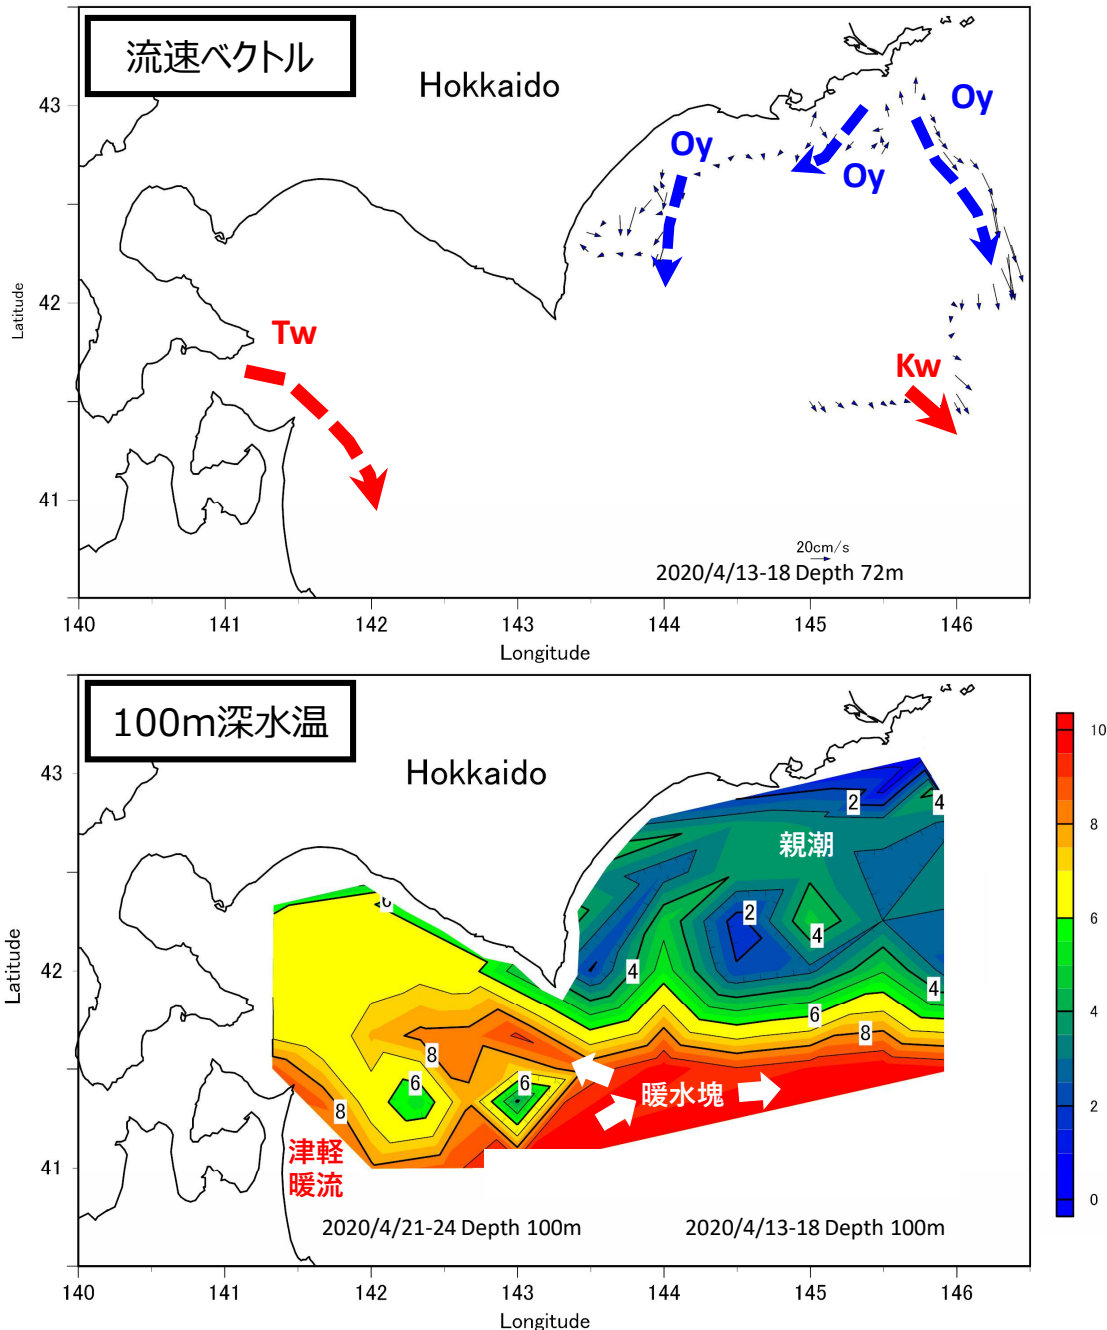 流速ベクトル
Hokkaido
Oy
Oy
Oy
Tw
Kw
20cm/s
2020/4/13-18 Depth 72m
43
42
41
Latitude
140
141
142
143
144
145
146
Longitude
100m深水温
Hokkaido
親潮
暖水塊
津軽
暖流
2
4
2
4
4
4
6
8
6
8
6
6
8
2020/4/21-24 Depth 100m
2020/4/13-18 Depth 100m
43
42
41
Latitude
140
141
142
143
144
145
146
Longitude
10
8
6
4
2
0